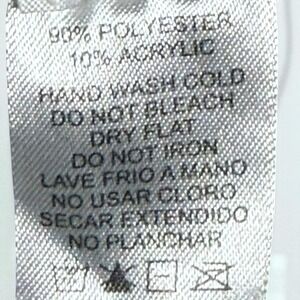 90% POLYESTER
10% ACRYLIC
HAND WASH COLD
DO NOT BLEACH
DRY FLAT
DO NOT IRON
LAVE FRIO A MANO
NO USAR CLORO
SECAR EXTENDIDO
NO PLANCHAR